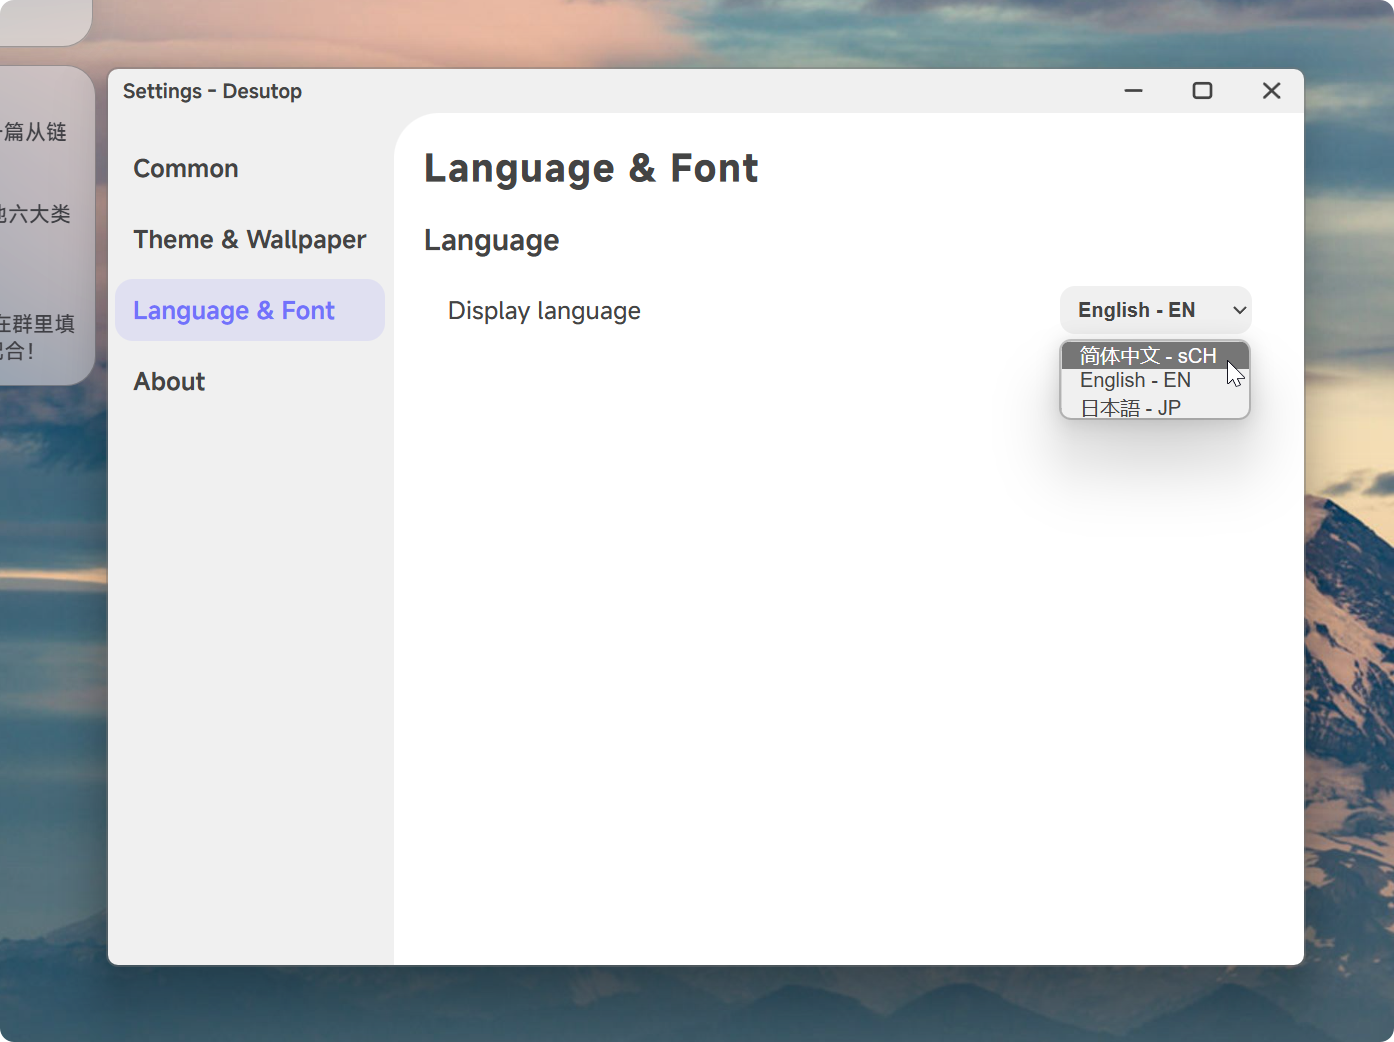 篇从链
六大类
在群里填
合！
Settings - Desutop
Common
Theme & Wallpaper
Language & Font
About
Language & Font
Language
Display language
English - EN
简体中文 - sCH
English - EN
日本語 - JP